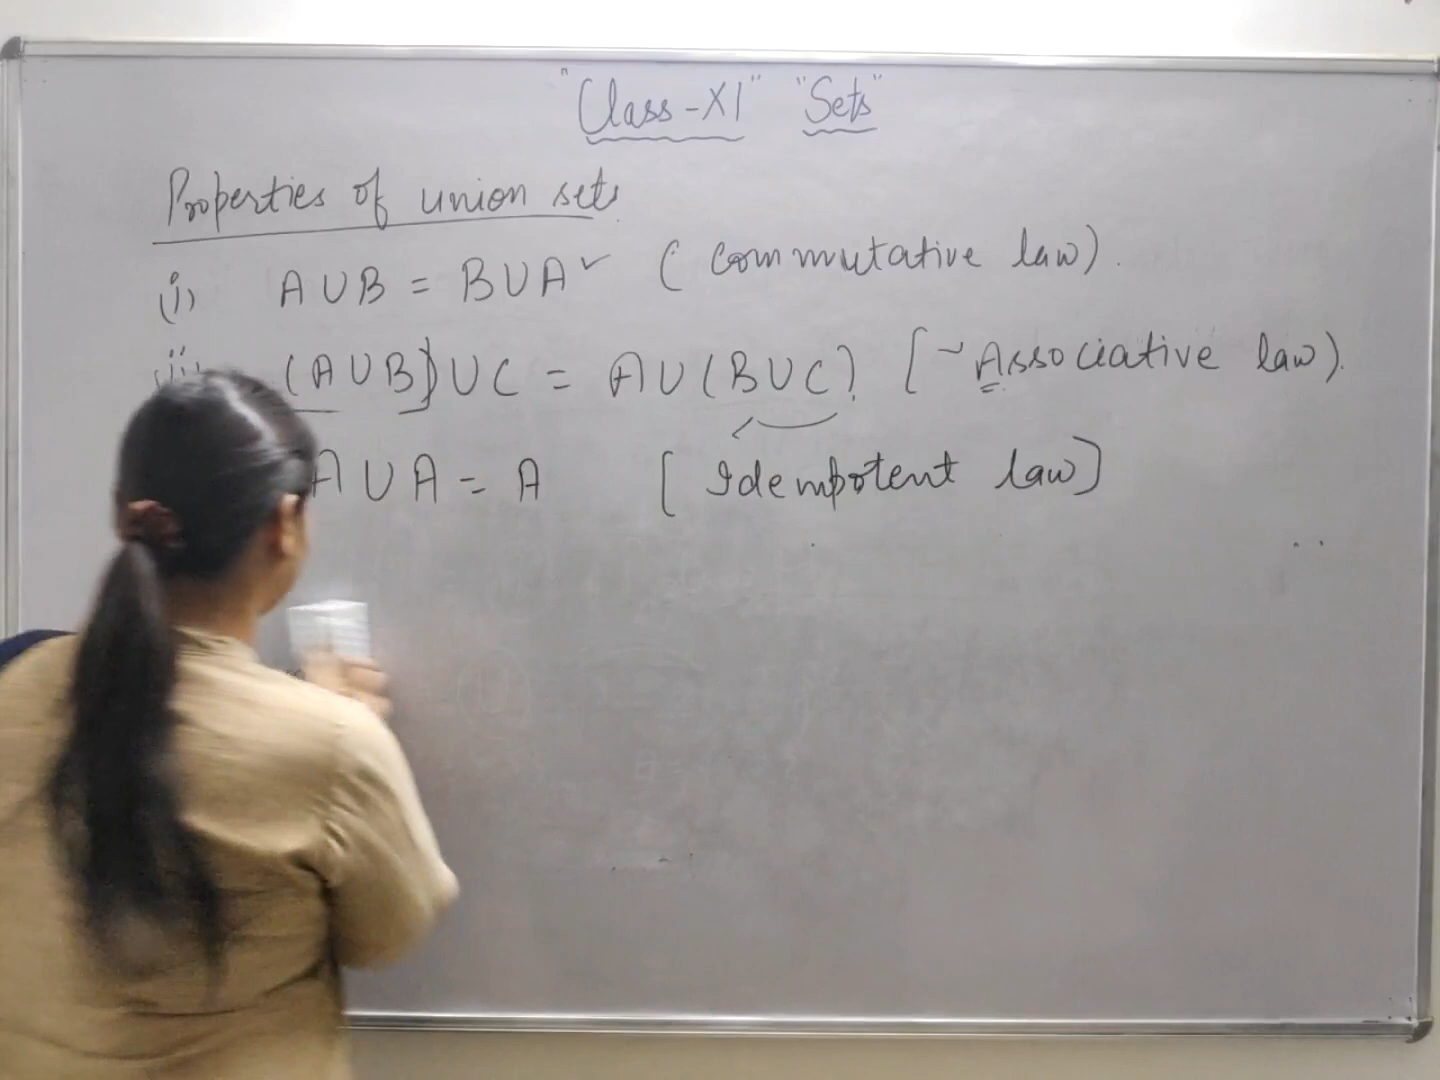 "Class-XI" "Sets"
Properties of union sets
(i) A ∪ B = B ∪ A ✓ (Commutative law).
(ii) (A ∪ B) ∪ C = A ∪ (B ∪ C) [~Associative law).
A ∪ A = A [Idempotent law]